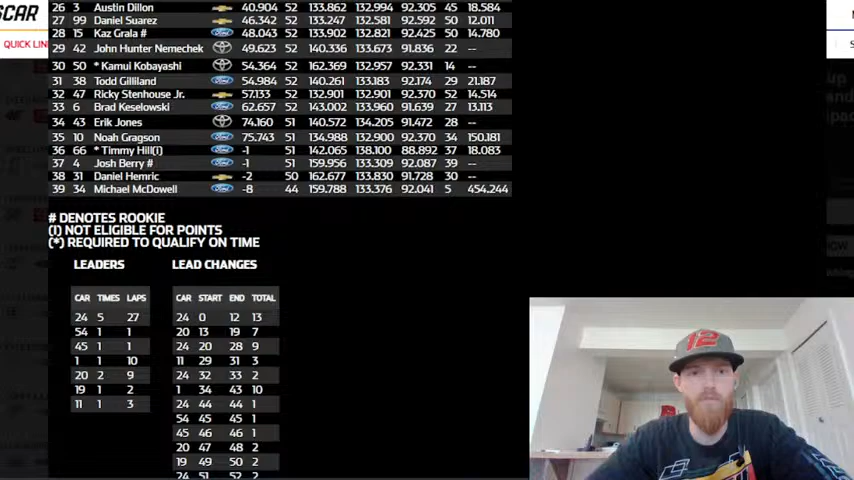 SCAR
QUICK LIN
26 3 Austin Dillon 40.904 52 133.862 132.994 92.305 45 18.584
27 99 Daniel Suarez 46.342 52 133.247 132.581 92.592 50 12.011
28 15 Kaz Grala # 48.043 52 133.902 132.821 92.425 50 14.780
29 42 John Hunter Nemechek 49.623 52 140.336 133.673 91.836 22 --
30 50 * Kamui Kobayashi 54.364 52 162.369 132.957 92.331 14 --
31 38 Todd Gilliland 54.984 52 140.261 133.183 92.174 29 21.187
32 47 Ricky Stenhouse Jr. 57.133 52 132.901 132.901 92.370 52 14.514
33 6 Brad Keselowski 62.657 52 143.002 133.960 91.639 27 13.113
34 43 Erik Jones 74.160 51 140.572 134.205 91.472 28 --
35 10 Noah Gragson 75.743 51 134.988 132.900 92.370 34 150.181
36 66 * Timmy Hill(i) -1 51 142.065 138.100 88.892 37 18.083
37 4 Josh Berry # -1 51 159.956 133.309 92.087 39 --
38 31 Daniel Hemric -2 50 162.677 133.830 91.728 30 --
39 34 Michael McDowell -8 44 159.788 133.376 92.041 5 454.244
# DENOTES ROOKIE
(I) NOT ELIGIBLE FOR POINTS
(*) REQUIRED TO QUALIFY ON TIME
LEADERS
CAR TIMES LAPS
24 5 27
54 1 1
45 1 1
1 1 10
20 2 9
19 1 2
11 1 3
LEAD CHANGES
CAR START END TOTAL
24 0 12 13
20 13 19 7
24 20 28 9
11 29 31 3
24 32 33 2
1 34 43 10
24 44 44 1
54 45 45 1
45 46 46 1
20 47 48 2
19 49 50 2
24 51 52 2
12